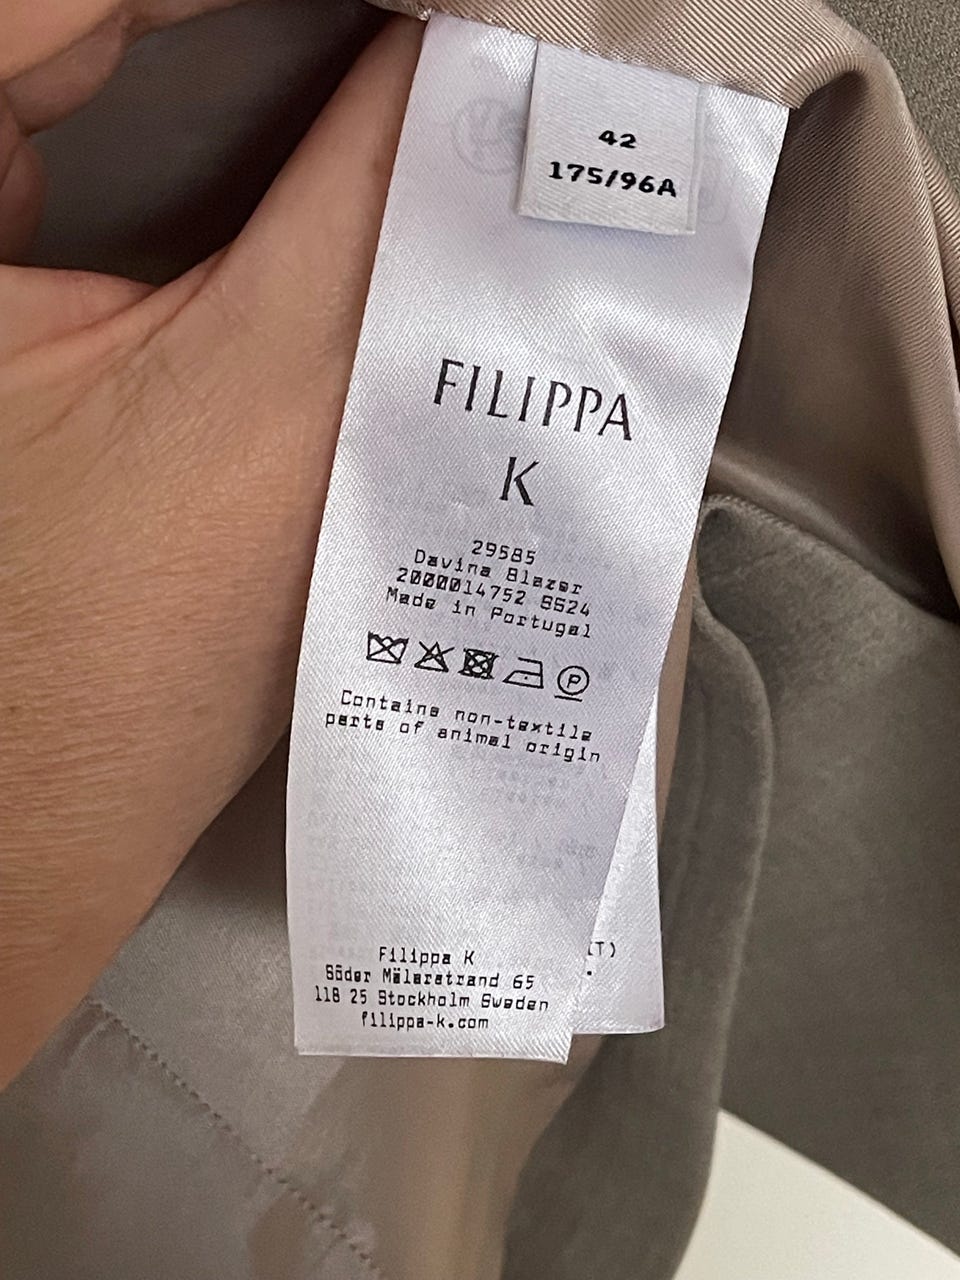 42
175/96A
FILIPPA
K
29585
Davina Blazer
2000014752 SS24
Made in Portugal
P
Contains non-textile
parts of animal origin
Filippa K
Söder Mälarstrand 65
118 25 Stockholm Sweden
filippa-k.com